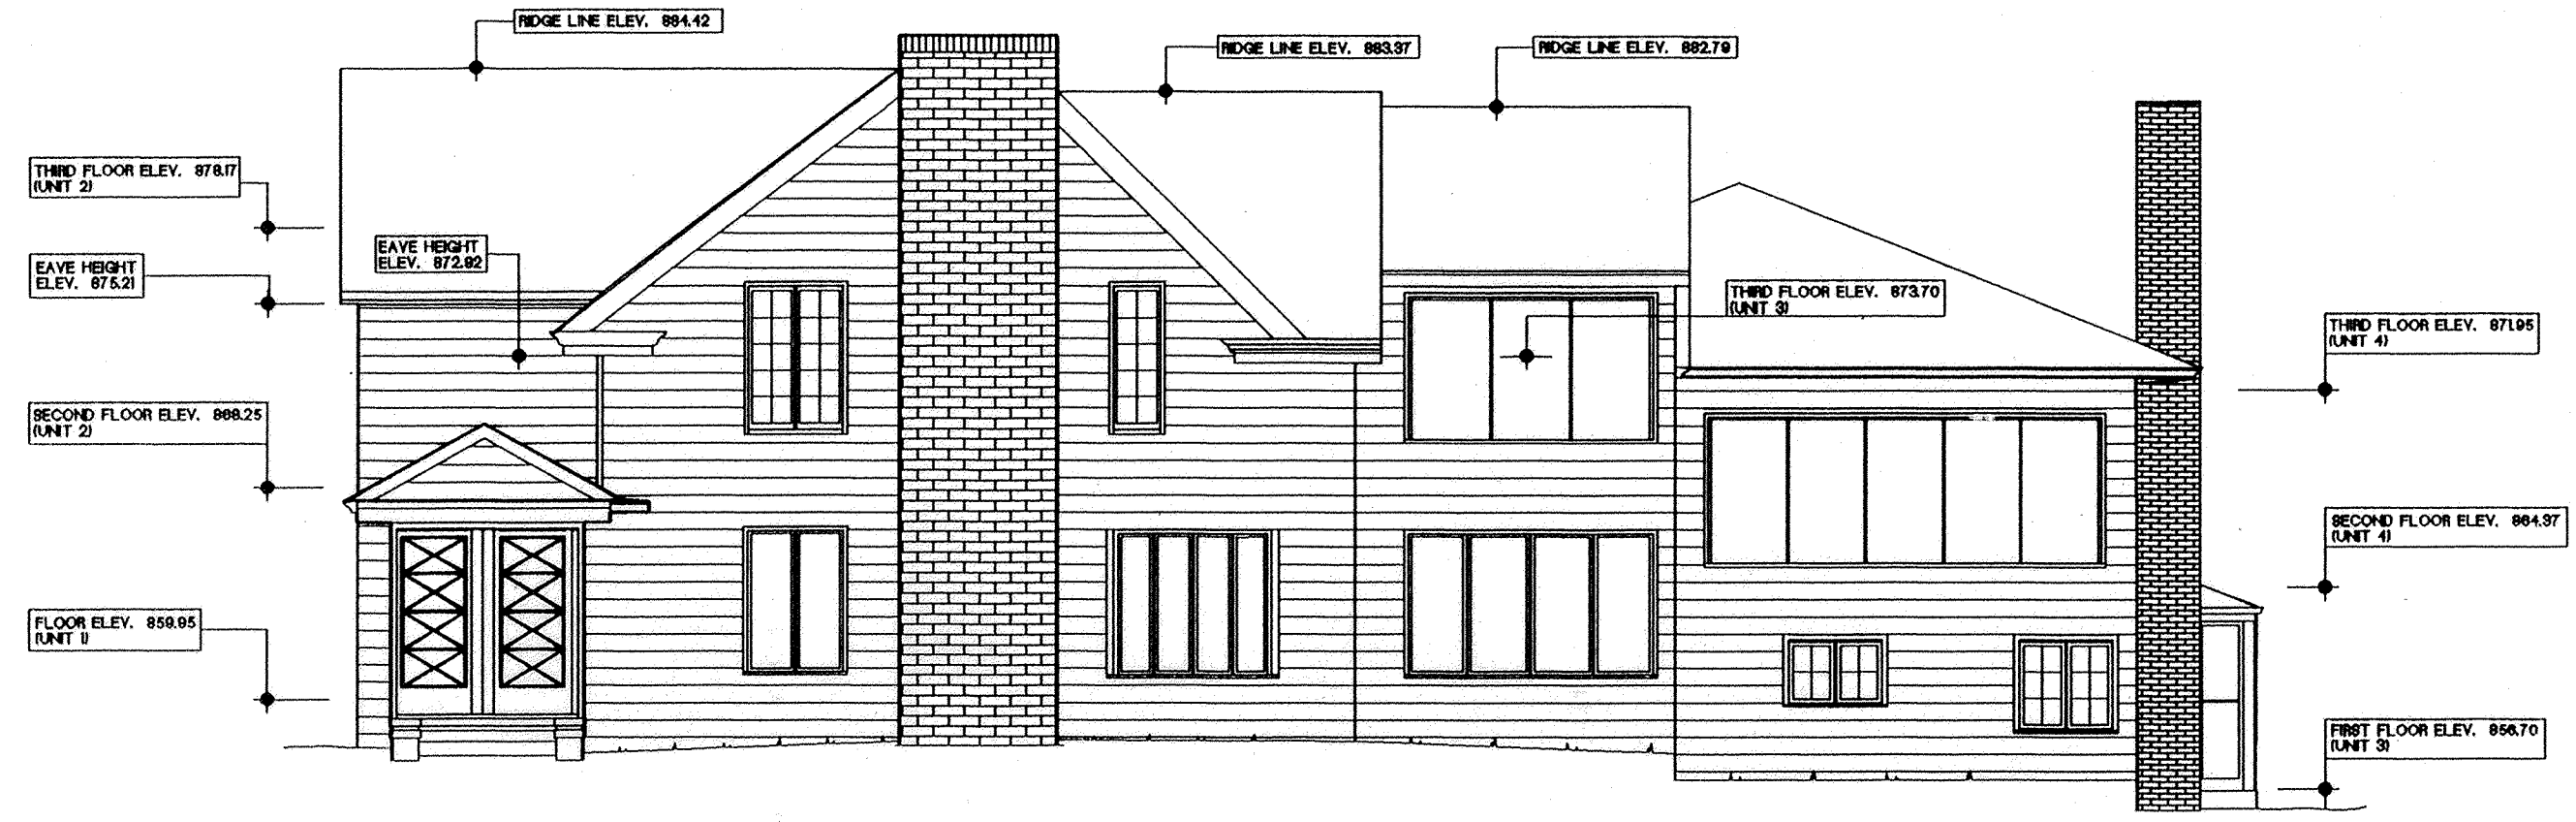 RIDGE LINE ELEV. 884.42
RIDGE LINE ELEV. 883.37
RIDGE LINE ELEV. 882.79
THIRD FLOOR ELEV. 878.17
(UNIT 2)
EAVE HEIGHT
ELEV. 872.92
EAVE HEIGHT
ELEV. 875.21
THIRD FLOOR ELEV. 873.70
(UNIT 3)
THIRD FLOOR ELEV. 871.95
(UNIT 4)
SECOND FLOOR ELEV. 868.25
(UNIT 2)
SECOND FLOOR ELEV. 864.37
(UNIT 4)
FLOOR ELEV. 859.95
(UNIT 1)
FIRST FLOOR ELEV. 856.70
(UNIT 3)